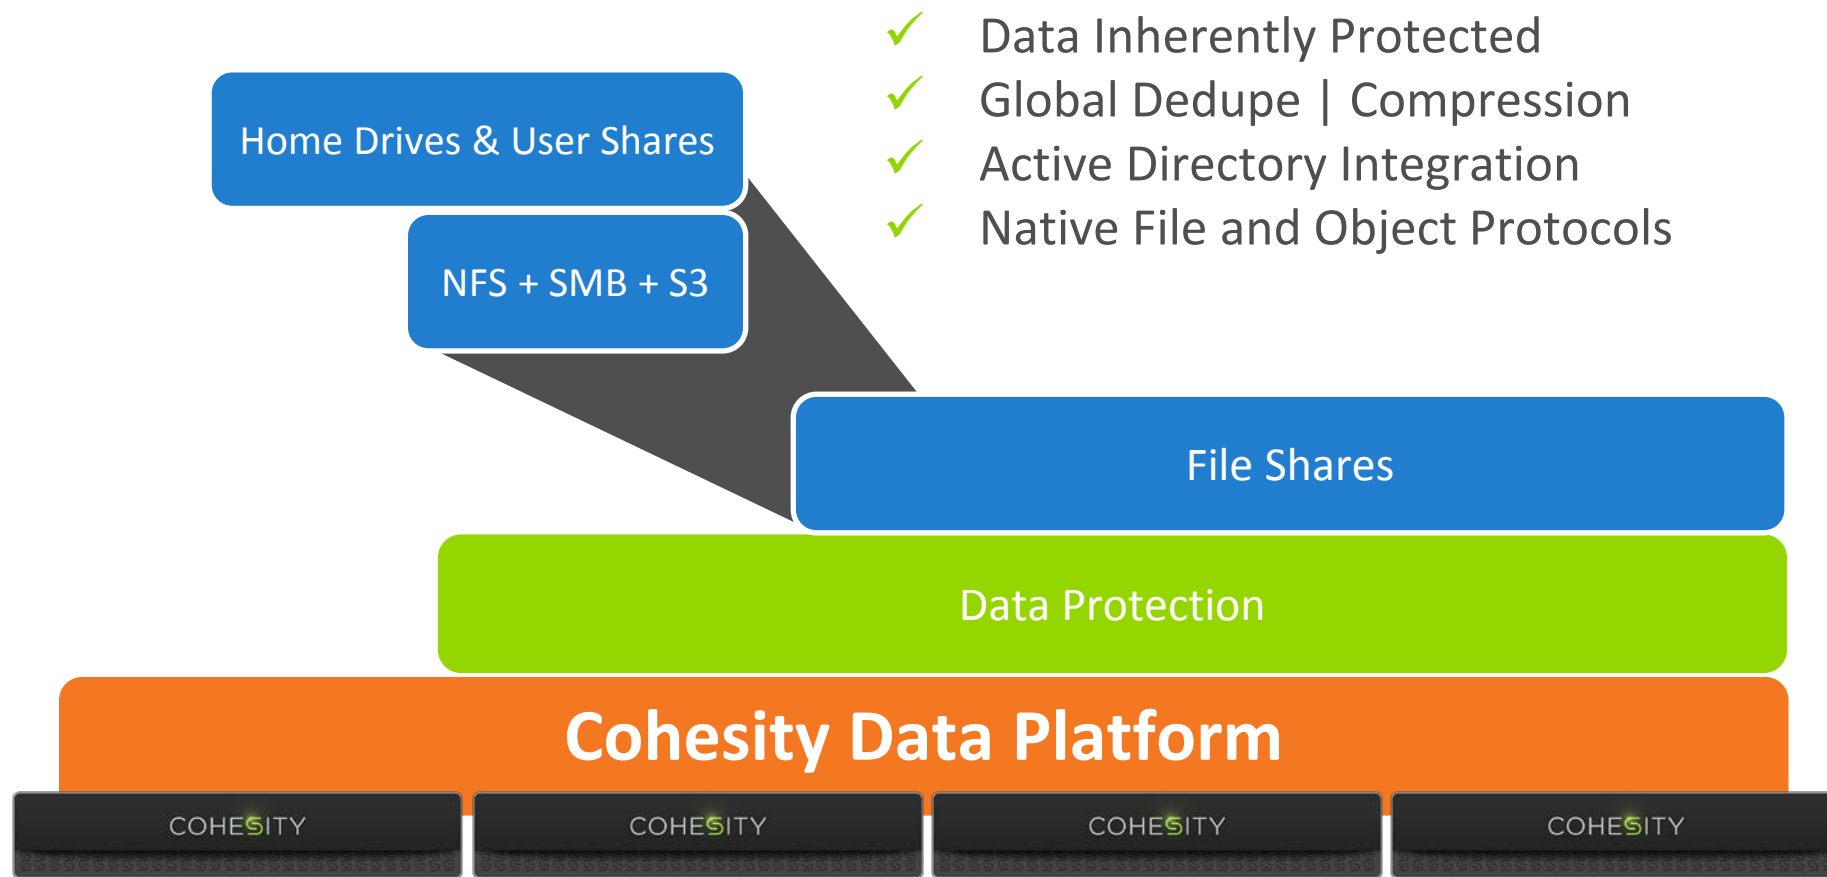 Data Inherently Protected
Global Dedupe | Compression
Active Directory Integration
Native File and Object Protocols
Home Drives & User Shares
NFS + SMB + S3
File Shares
Data Protection
Cohesity Data Platform
COHESITY
COHESITY
COHESITY
COHESITY